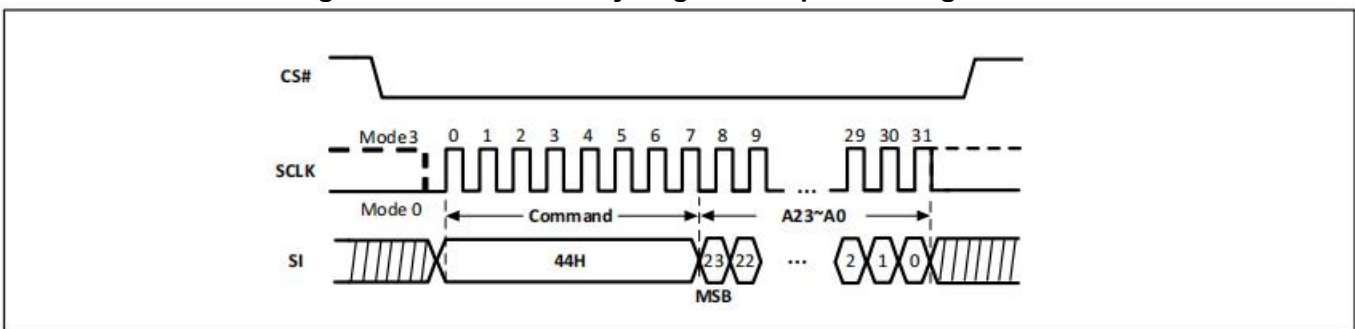 CS#
Mode3 0 1 2 3 4 5 6 7 8 9 29 30 31
SCLK
...
Mode 0 Command A23~A0
SI 44H 23 22 ... 2 1 0
MSB